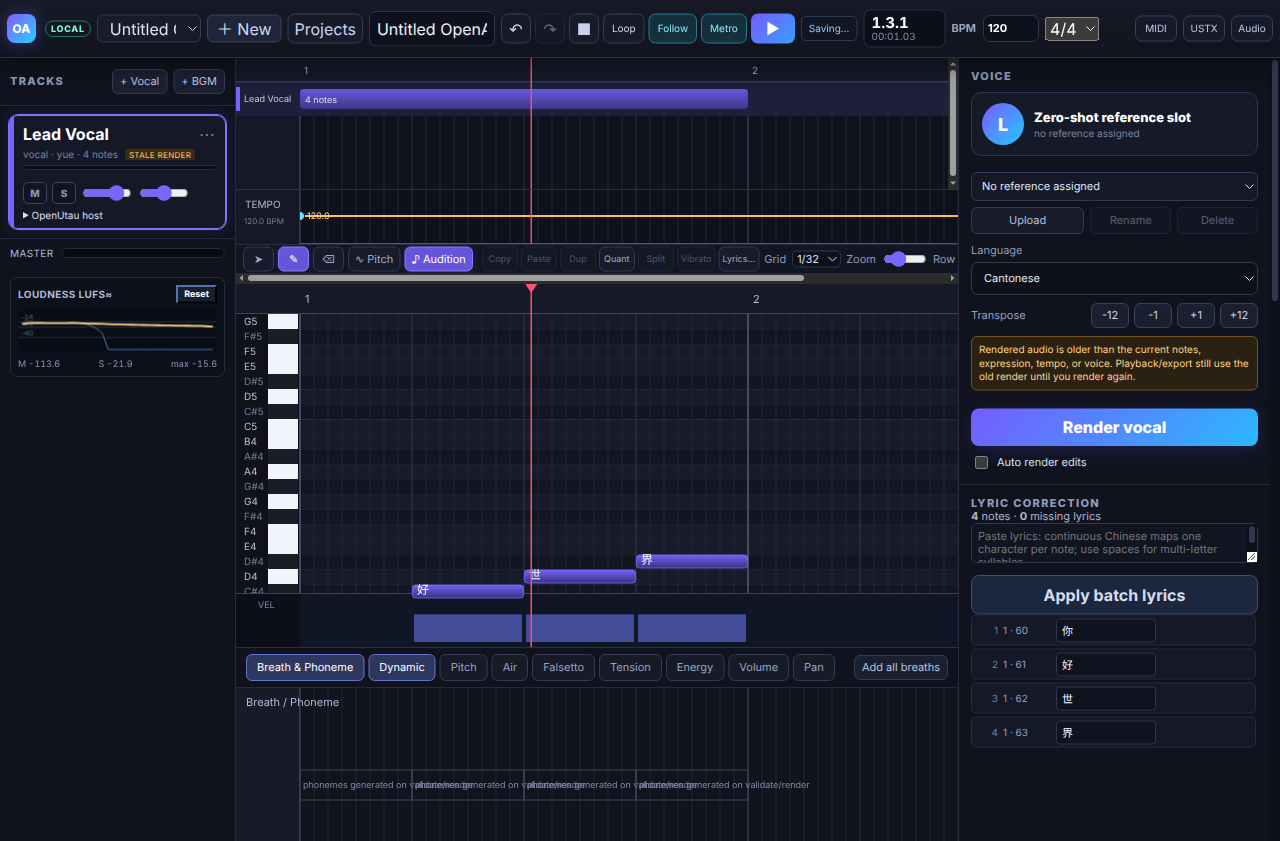 OA LOCAL Untitled ( + New Projects Untitled OpenA Loop Follow Metro Saving... 1.3.1 BPM 120 4/4 MIDI USTX Audio
00:01.03
TRACKS + Vocal + BGM
Lead Vocal ...
vocal · yue · 4 notes STALE RENDER
M S
OpenUtau host
MASTER
LOUDNESS LUFS≈ Reset
-14
-40
M -113.6 S -21.9 max -15.6
1 2
Lead Vocal 4 notes
TEMPO
120.0 BPM 120.0
Pitch Audition Copy Paste Dup Quant Split Vibrato Lyrics... Grid 1/32 Zoom Row
1 2
G5
F#5
F5
E5
D#5
D5
C#5
C5
B4
A#4
A4
G#4
G4
F#4
F4
E4
D#4 界
D4 世
C#4 好
VEL
Breath & Phoneme Dynamic Pitch Air Falsetto Tension Energy Volume Pan Add all breaths
Breath / Phoneme
phonemes generated on validate/render
VOICE
L Zero-shot reference slot
no reference assigned
No reference assigned
Upload Rename Delete
Language
Cantonese
Transpose -12 -1 +1 +12
Rendered audio is older than the current notes,
expression, tempo, or voice. Playback/export still use the
old render until you render again.
Render vocal
Auto render edits
LYRIC CORRECTION
4 notes · 0 missing lyrics
Paste lyrics: continuous Chinese maps one
character per note; use spaces for multi-letter
syllables.
Apply batch lyrics
1 1 · 60 你
2 1 · 61 好
3 1 · 62 世
4 1 · 63 界